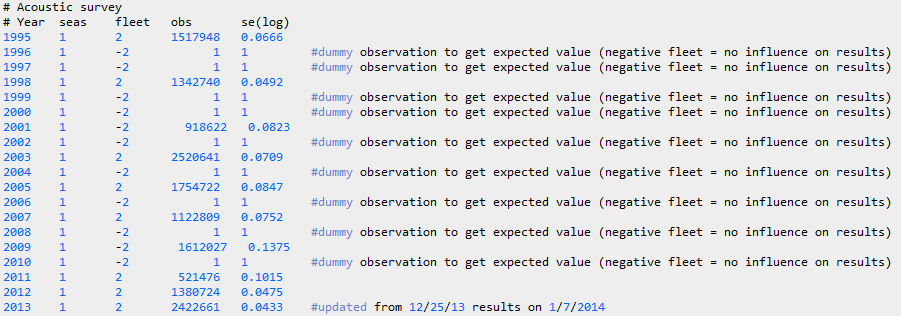 # Acoustic survey
# Year seas fleet obs se(log)
1995 1 2 1517948 0.0666
1996 1 -2 1 1 #dummy observation to get expected value (negative fleet = no influence on results)
1997 1 -2 1 1 #dummy observation to get expected value (negative fleet = no influence on results)
1998 1 2 1342740 0.0492
1999 1 -2 1 1 #dummy observation to get expected value (negative fleet = no influence on results)
2000 1 -2 1 1 #dummy observation to get expected value (negative fleet = no influence on results)
2001 1 -2 918622 0.0823
2002 1 -2 1 1 #dummy observation to get expected value (negative fleet = no influence on results)
2003 1 2 2520641 0.0709
2004 1 -2 1 1 #dummy observation to get expected value (negative fleet = no influence on results)
2005 1 2 1754722 0.0847
2006 1 -2 1 1 #dummy observation to get expected value (negative fleet = no influence on results)
2007 1 2 1122809 0.0752
2008 1 -2 1 1 #dummy observation to get expected value (negative fleet = no influence on results)
2009 1 -2 1612027 0.1375
2010 1 -2 1 1 #dummy observation to get expected value (negative fleet = no influence on results)
2011 1 2 521476 0.1015
2012 1 2 1380724 0.0475
2013 1 2 2422661 0.0433 #updated from 12/25/13 results on 1/7/2014